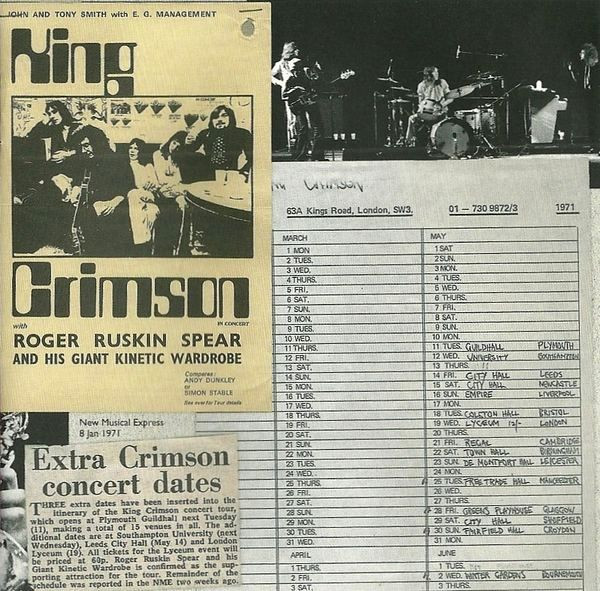 JOHN AND TONY SMITH with E. G. MANAGEMENT
King
Crimson
IN CONCERT
with
ROGER RUSKIN SPEAR
AND HIS GIANT KINETIC WARDROBE
Comperes:
ANDY DUNKLEY
or
SIMON STABLE
See over for Tour details
New Musical Express
8 Jan 1971
Extra Crimson
concert dates
THREE extra dates have been inserted into the
itinerary of the King Crimson concert tour,
which opens at Plymouth Guildhall next Tuesday
(11), making a total of 15 venues in all. The ad-
ditional dates are at Southampton University (next
Wednesday), Leeds City Hall (May 14) and London
Lyceum (19). All tickets for the Lyceum event will
be priced at 60p. Roger Ruskin Spear and his
Giant Kinetic Wardrobe is confirmed as the sup-
porting attraction for the tour. Remainder of the
schedule was reported in the NME two weeks ago.
CRIMSON
63A Kings Road, London, SW3. 01 — 730 9872/3 1971
MARCH
1 MON
2 TUES.
3 WED.
4 THURS.
5 FRI.
6 SAT.
7 SUN.
8 MON.
9 TUES.
10 WED.
11 THURS.
12 FRI.
13 SAT.
14 SUN.
15 MON.
16 TUES.
17 WED.
18 THURS.
19 FRI.
20 SAT.
21 SUN.
22 MON.
23 TUES.
24 WED.
25 THURS.
26 FRI.
27 SAT.
28 SUN.
29 MON.
30 TUES.
31 WED.
APRIL
1 THURS.
2 FRI.
3 SAT.
MAY
1 SAT
2 SUN.
3 MON.
4 TUES.
5 WED.
6 THURS.
7 FRI.
8 SAT.
9 SUN.
10 MON.
11 TUES. GUILDHALL PLYMOUTH
12 WED. UNIVERSITY SOUTHAMPTON
13 THURS. "
14 FRI. CITY HALL LEEDS
15 SAT. CITY HALL NEWCASTLE
16 SUN. EMPIRE LIVERPOOL
17 MON.
18 TUES. COLSTON HALL BRISTOL
19 WED. LYCEUM 12/- LONDON
20 THURS.
21 FRI. REGAL CAMBRIDGE
22 SAT. TOWN HALL BIRMINGHAM
23 SUN. DE MONTFORT HALL LEICESTER
24 MON.
25 TUES. FREE TRADE HALL MANCHESTER
26 WED.
27 THURS.
28 FRI. GREENS PLAYHOUSE GLASGOW
29 SAT. CITY HALL SHEFFIELD
30 SUN. FAIRFIELD HALL CROYDON
31 MON.
JUNE
1 TUES.
2 WED. WINTER GARDENS BOURNEMOUTH
3 THURS.